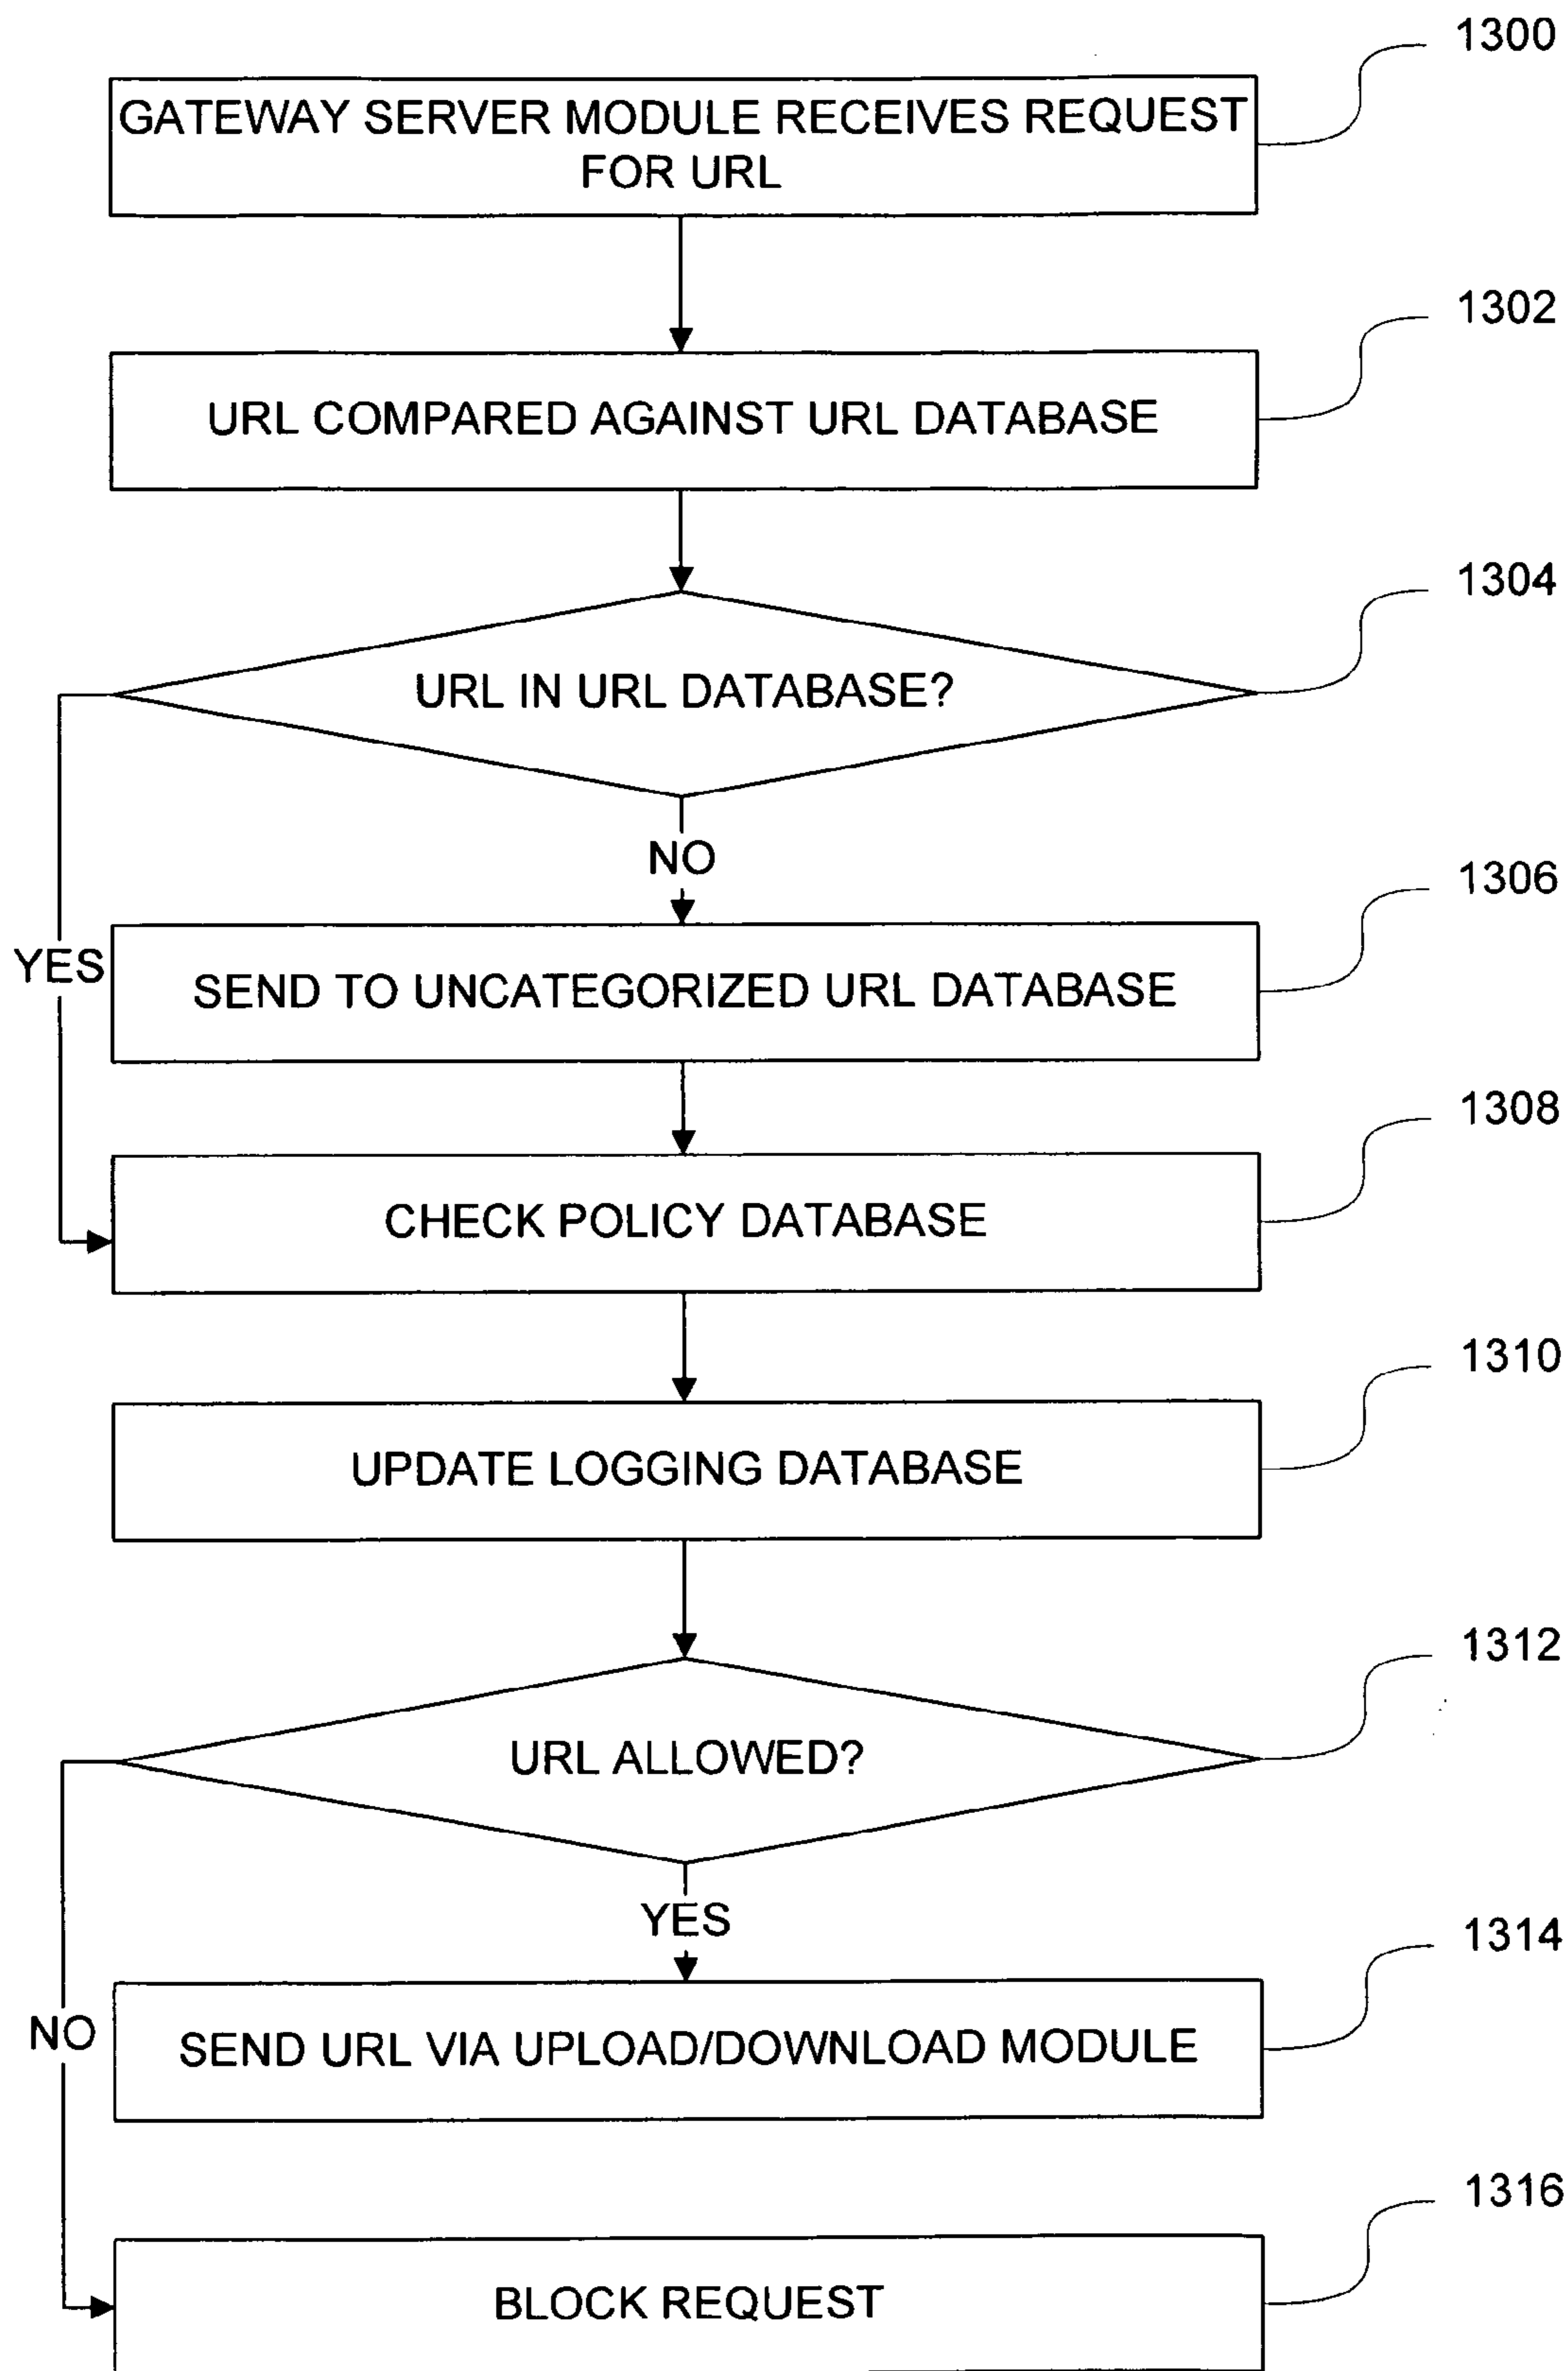 1300
GATEWAY SERVER MODULE RECEIVES REQUEST
FOR URL
1302
URL COMPARED AGAINST URL DATABASE
1304
URL IN URL DATABASE?
NO
1306
YES
SEND TO UNCATEGORIZED URL DATABASE
1308
CHECK POLICY DATABASE
1310
UPDATE LOGGING DATABASE
1312
URL ALLOWED?
YES
1314
NO
SEND URL VIA UPLOAD/DOWNLOAD MODULE
1316
BLOCK REQUEST